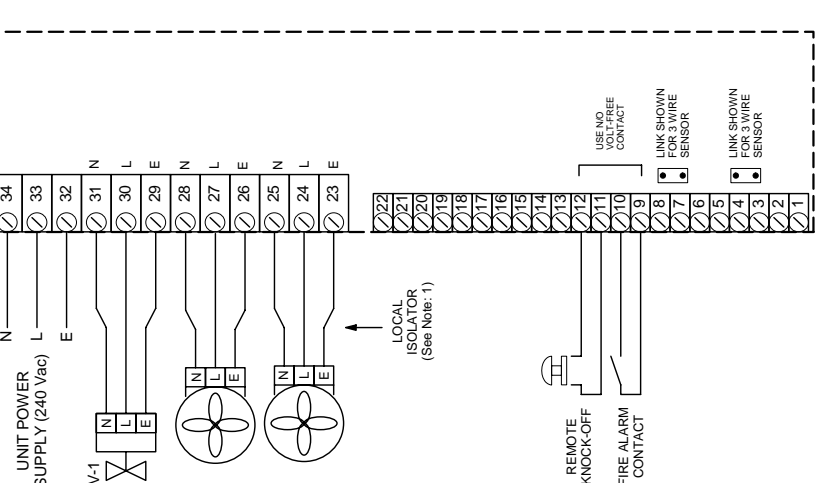 USE N/O
VOLT-FREE
CONTACT
LINK SHOWN
FOR 3 WIRE
SENSOR
LINK SHOWN
FOR 3 WIRE
SENSOR
N
L
E
N
L
E
N
L
E
34
33
32
31
30
29
28
27
26
25
24
23
22
21
20
19
18
17
16
15
14
13
12
11
10
9
8
7
6
5
4
3
2
1
N
L
E
UNIT POWER
SUPPLY (240 Vac)
LOCAL
ISOLATOR
(See Note: 1)
N
L
E
N
L
E
N
L
E
V-1
REMOTE
KNOCK-OFF
FIRE ALARM
CONTACT